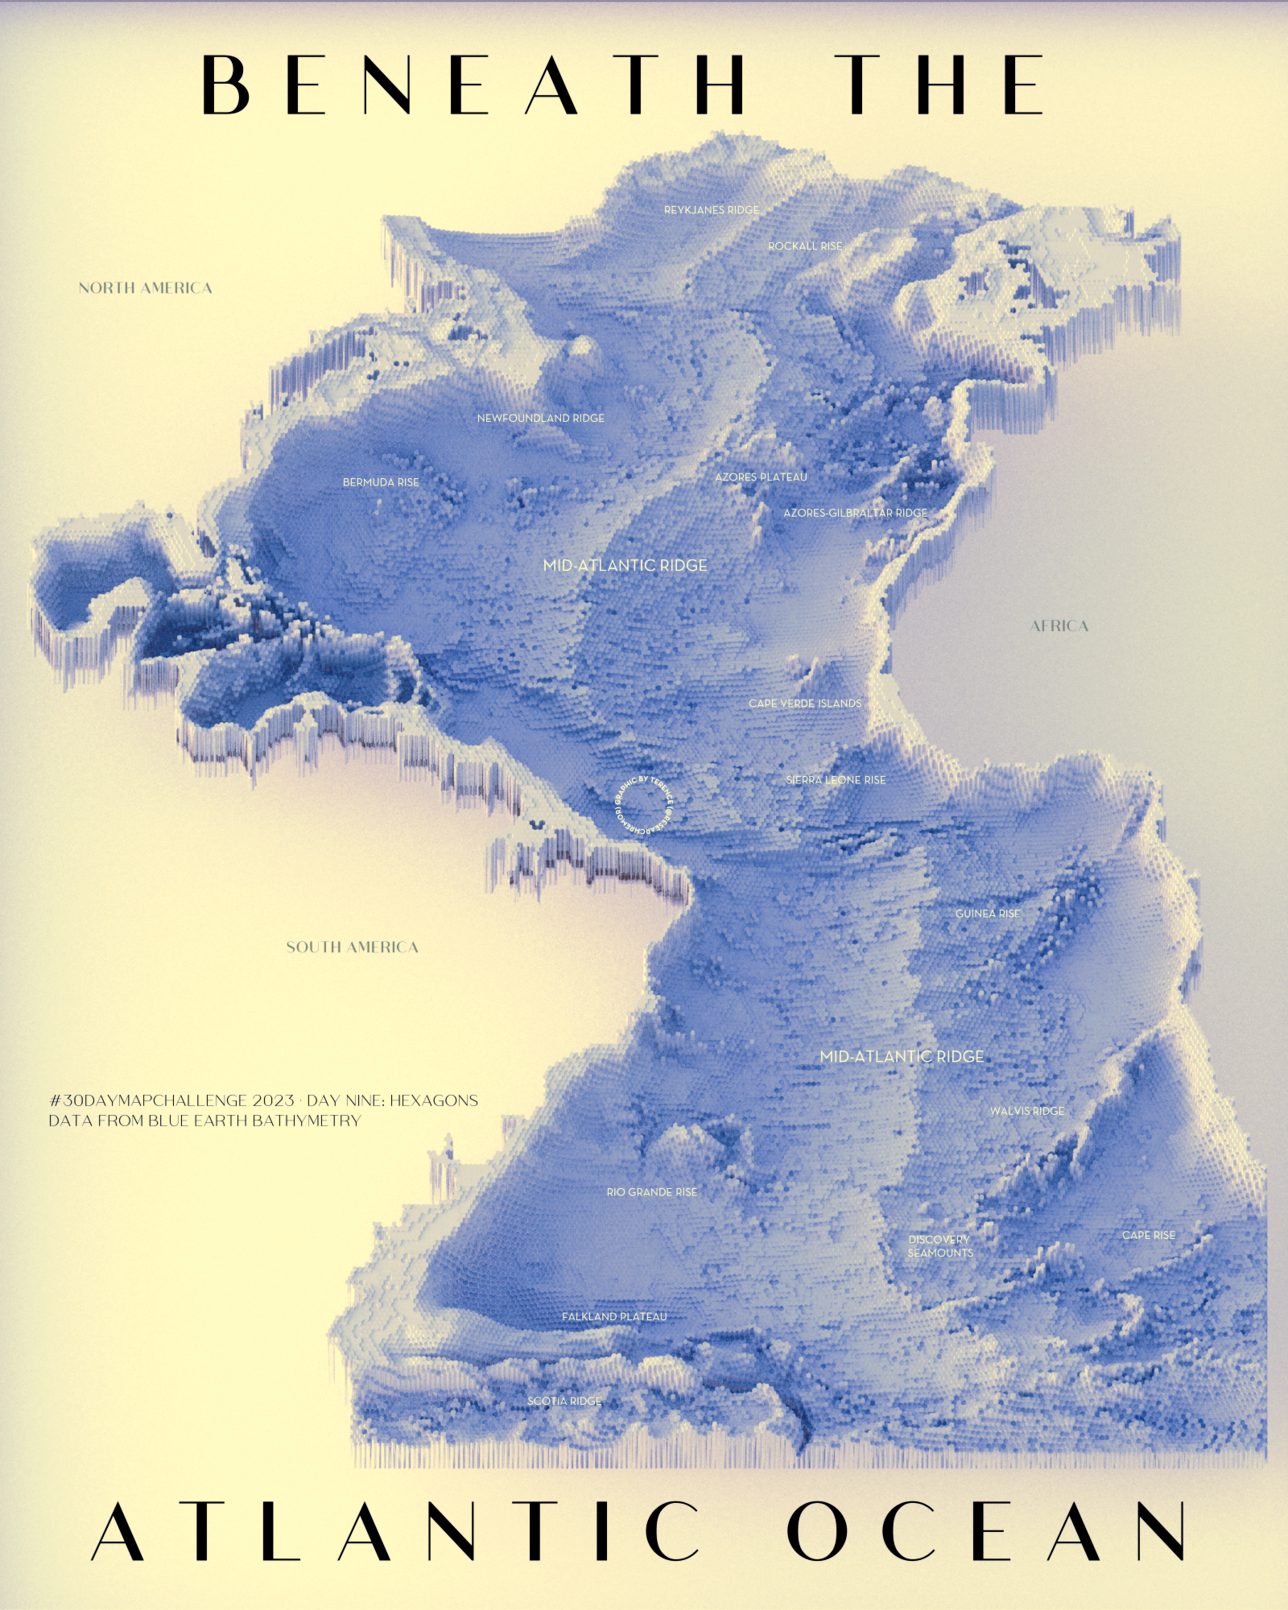 BENEATH THE
REYKJANES RIDGE
ROCKALL RISE
NORTH AMERICA
NEWFOUNDLAND RIDGE
BERMUDA RISE
AZORES PLATEAU
AZORES-GILBRALTAR RIDGE
MID-ATLANTIC RIDGE
AFRICA
CAPE VERDE ISLANDS
SIERRA LEONE RISE
GRAPHIC BY TERENCE (@RESEARCHREMORA)
GUINEA RISE
SOUTH AMERICA
MID-ATLANTIC RIDGE
#30DAYMAPCHALLENGE 2023 · DAY NINE: HEXAGONS
DATA FROM BLUE EARTH BATHYMETRY
WALVIS RIDGE
RIO GRANDE RISE
DISCOVERY
SEAMOUNTS
CAPE RISE
FALKLAND PLATEAU
SCOTIA RIDGE
ATLANTIC OCEAN